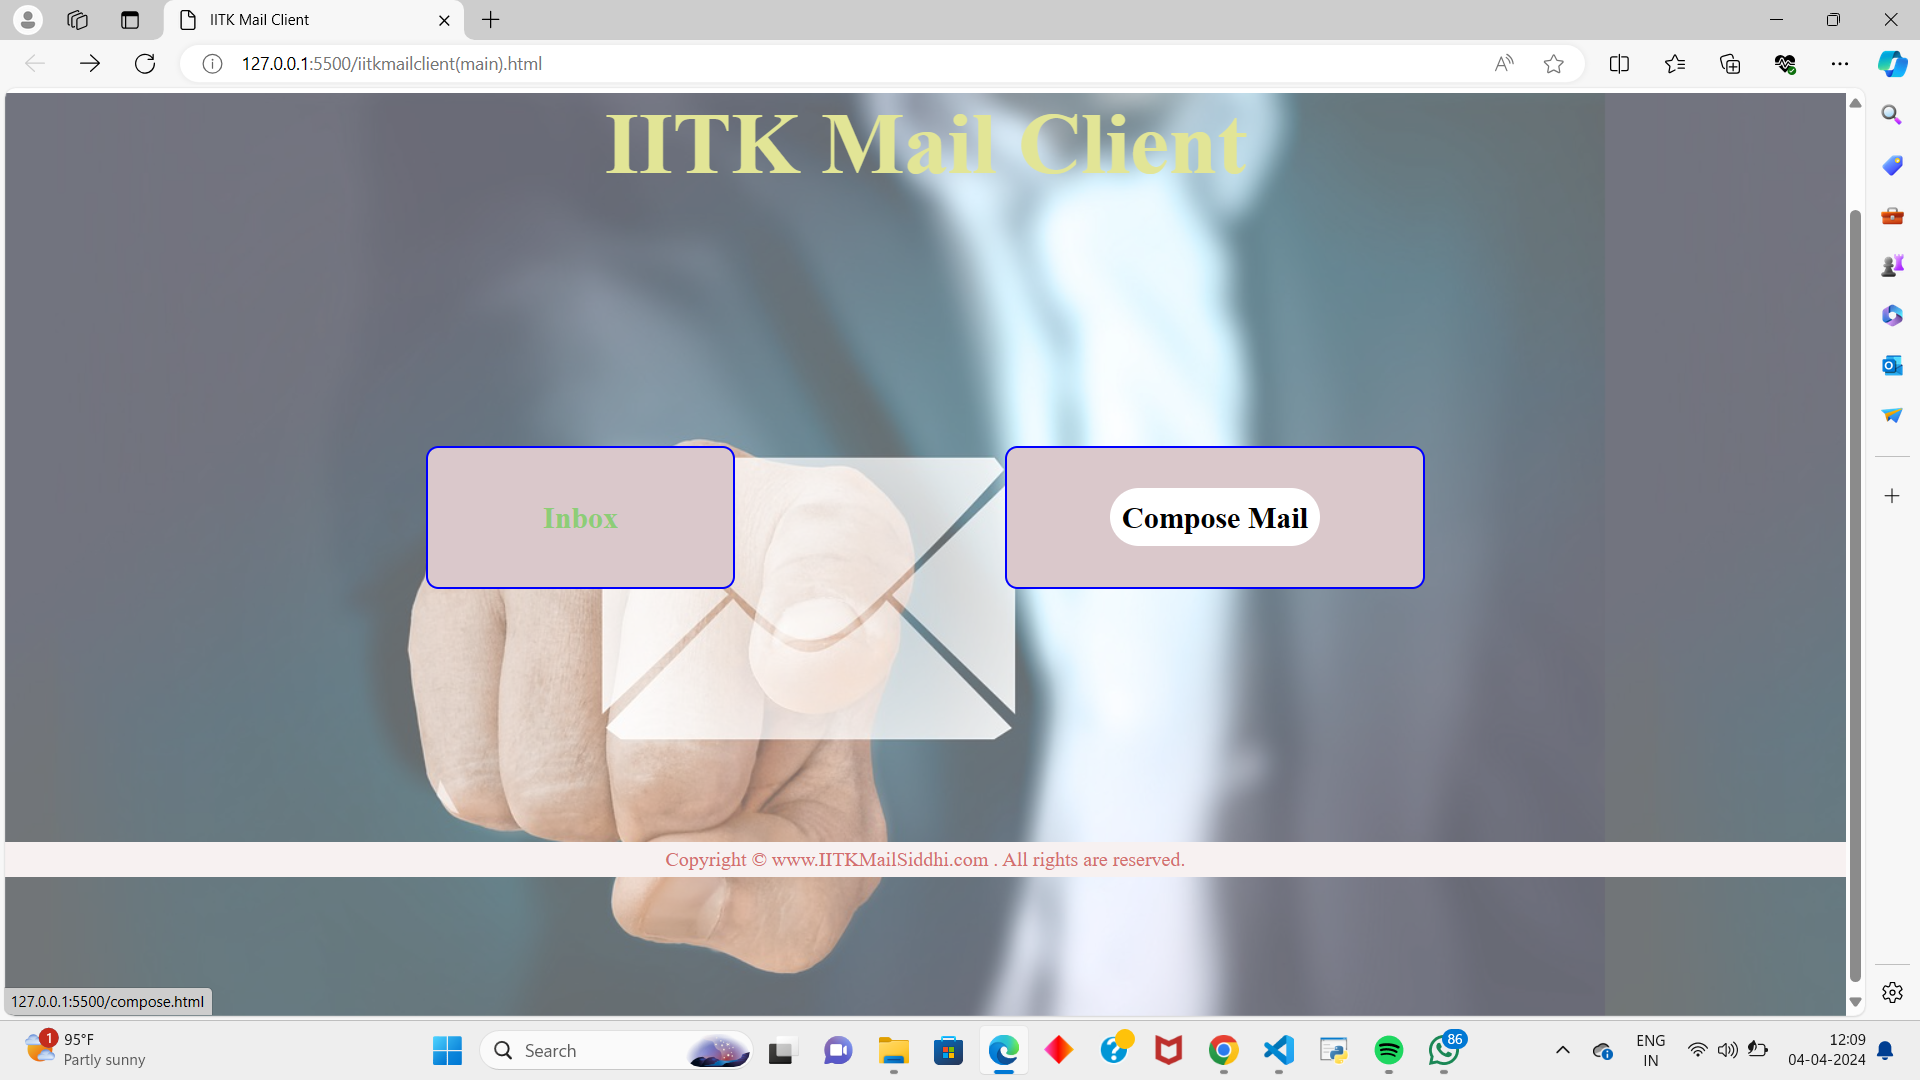 IITK Mail Client
127.0.0.1:5500/iitkmailclient(main).html
IITK Mail Client
Inbox
Compose Mail
Copyright © www.IITKMailSiddhi.com . All rights are reserved.
127.0.0.1:5500/compose.html
1
95°F
Partly sunny
Search
86
ENG
IN
12:09
04-04-2024